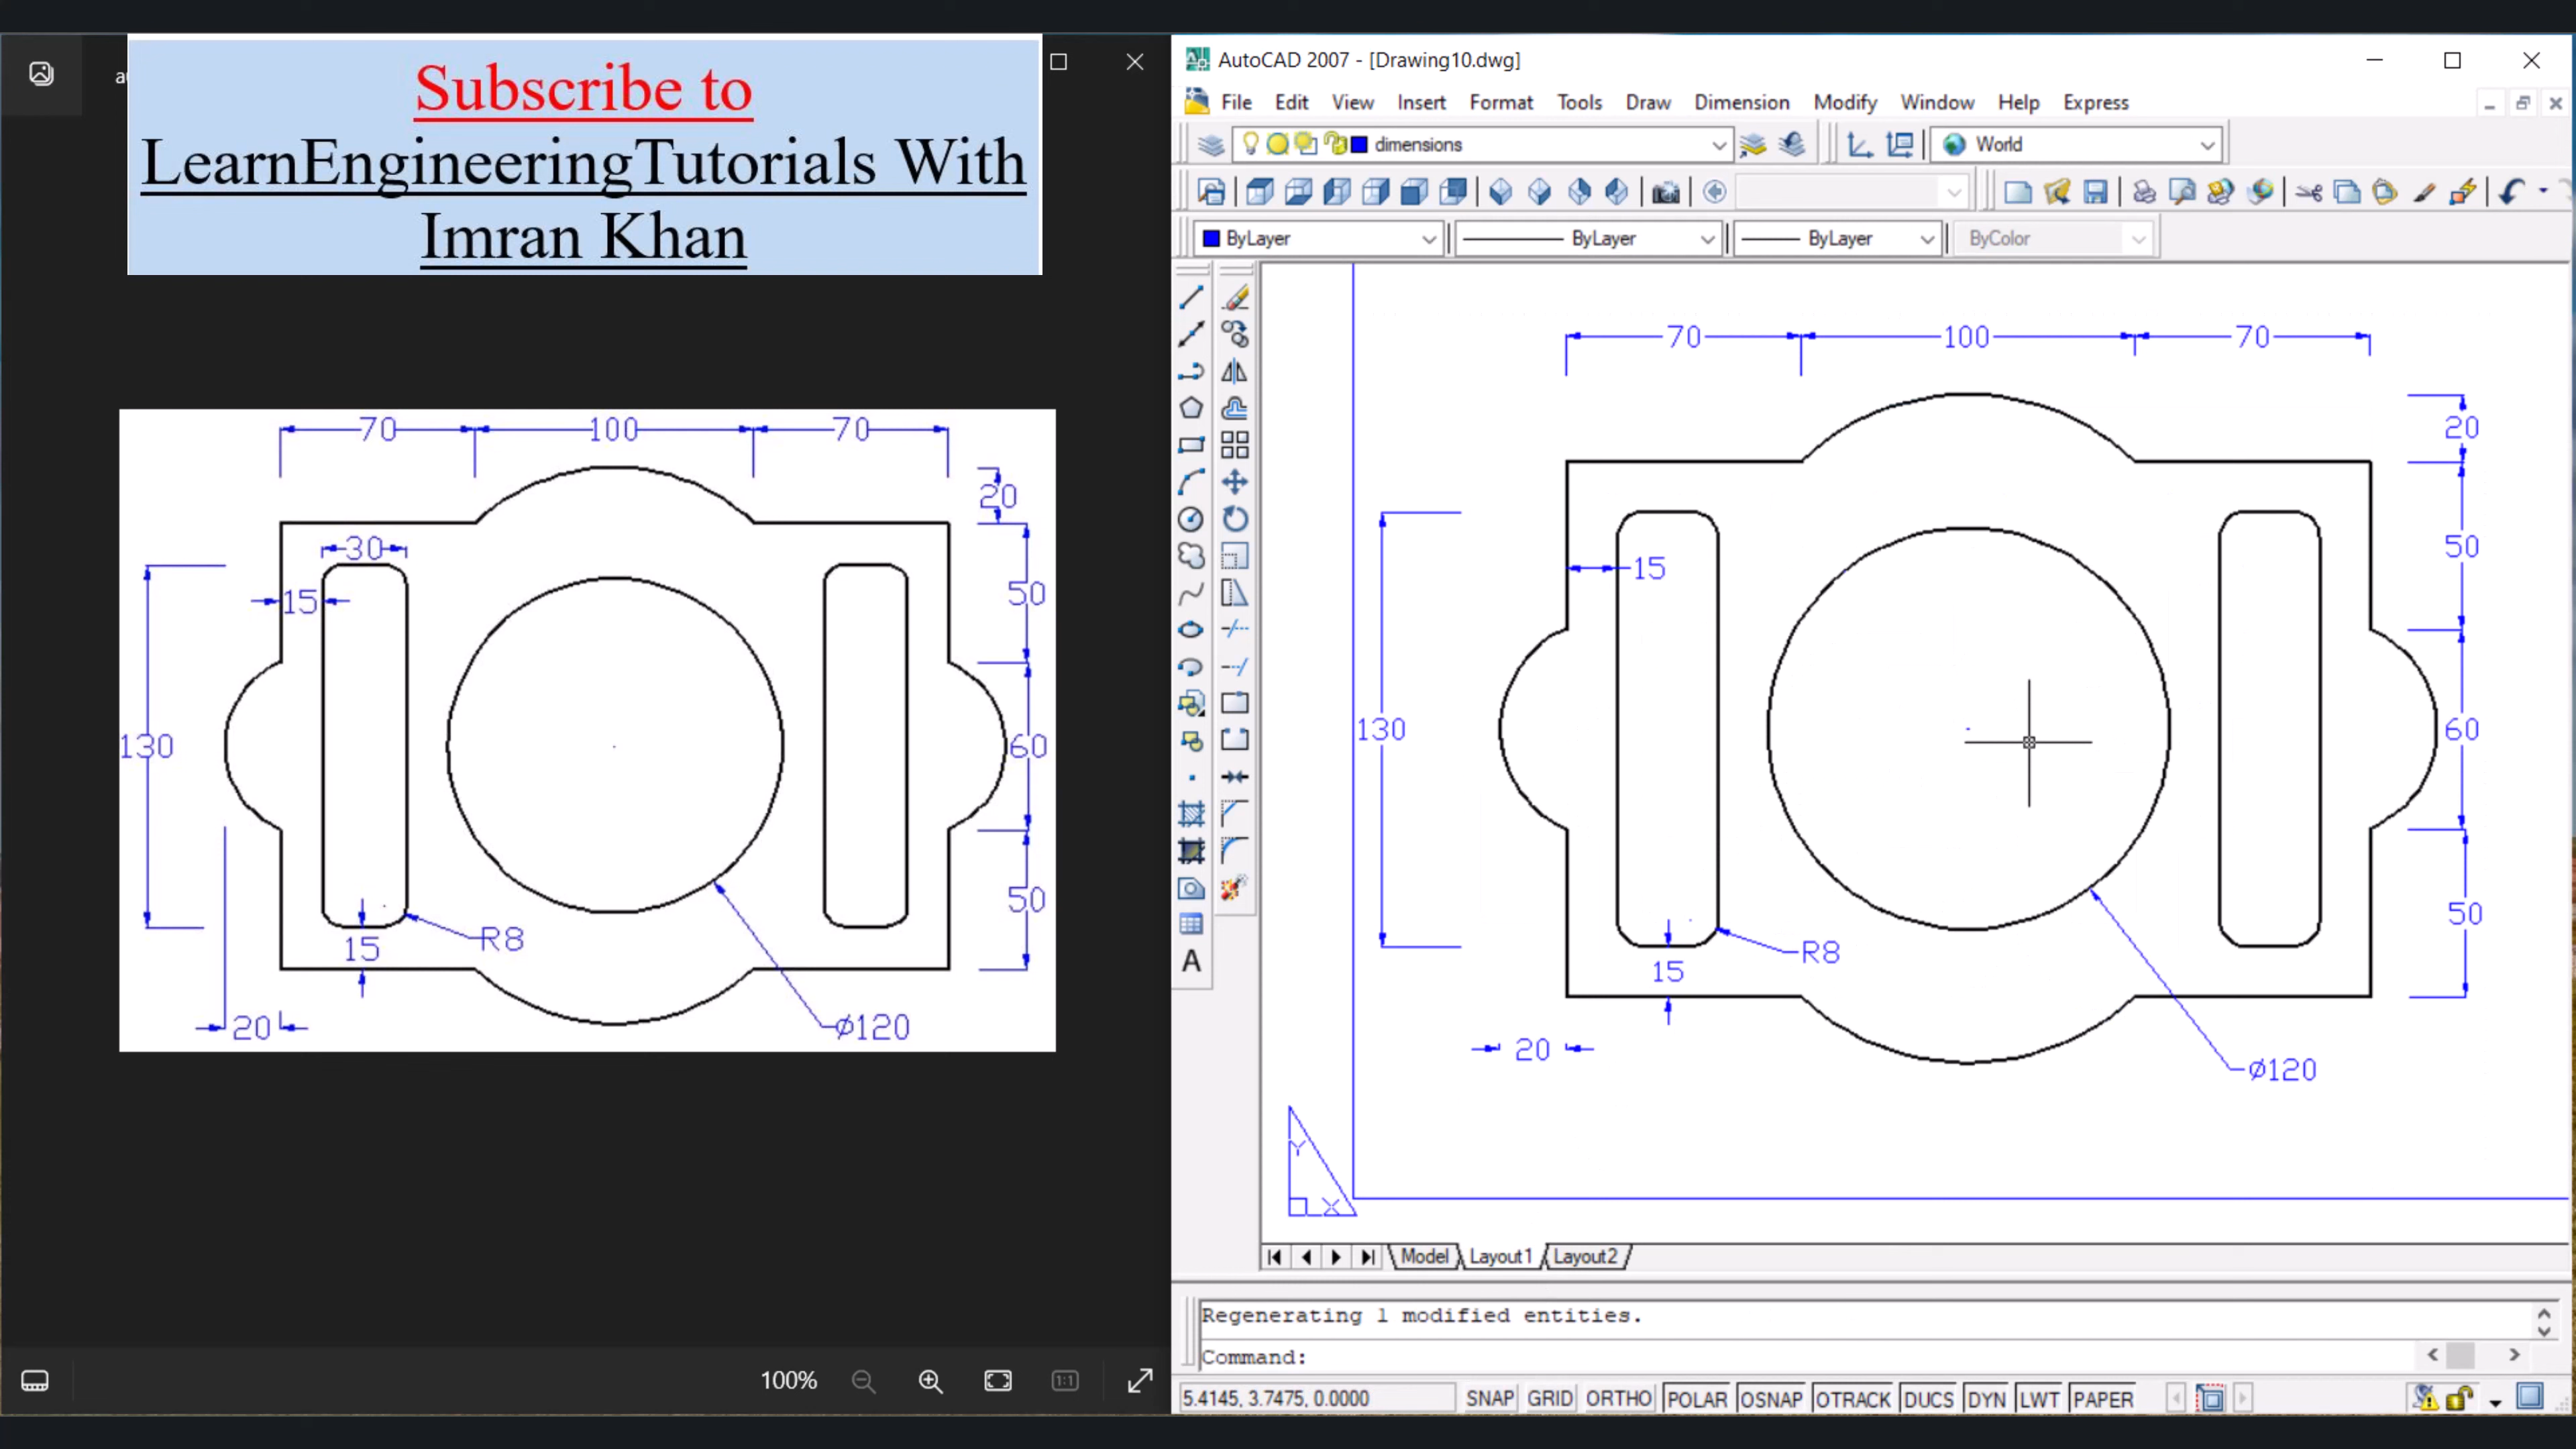 Subscribe to
LearnEngineeringTutorials With
Imran Khan
70 100 70
20
30
15
50
130
60
50
R8
15
20
ø120
100%
1:1
AutoCAD 2007 - [Drawing10.dwg]
File Edit View Insert Format Tools Draw Dimension Modify Window Help Express
dimensions World
ByLayer ByLayer ByLayer ByColor
A
70 100 70
20
50
15
130
60
50
R8
15
20
ø120
Y
X
Model Layout1 Layout2
Regenerating 1 modified entities.
Command:
5.4145, 3.7475, 0.0000 SNAP GRID ORTHO POLAR OSNAP OTRACK DUCS DYN LWT PAPER